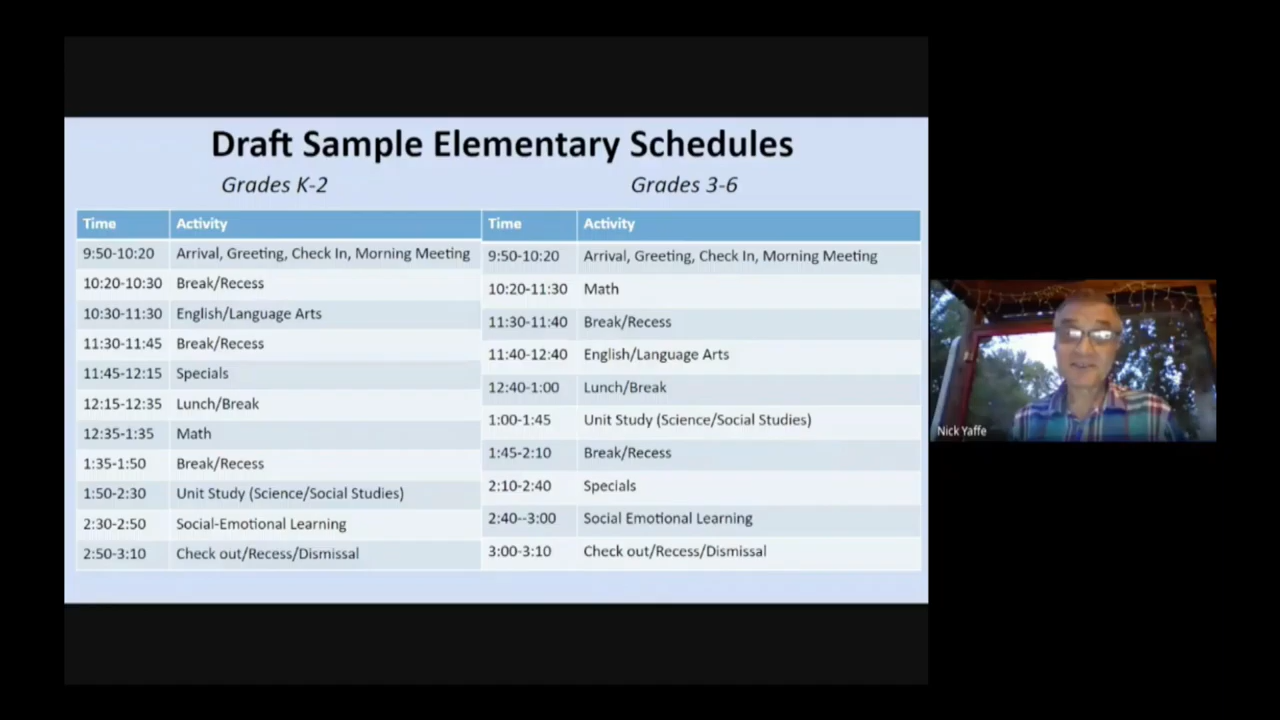 Draft Sample Elementary Schedules
Grades K-2
Time Activity
9:50-10:20 Arrival, Greeting, Check In, Morning Meeting
10:20-10:30 Break/Recess
10:30-11:30 English/Language Arts
11:30-11:45 Break/Recess
11:45-12:15 Specials
12:15-12:35 Lunch/Break
12:35-1:35 Math
1:35-1:50 Break/Recess
1:50-2:30 Unit Study (Science/Social Studies)
2:30-2:50 Social-Emotional Learning
2:50-3:10 Check out/Recess/Dismissal
Grades 3-6
Time Activity
9:50-10:20 Arrival, Greeting, Check In, Morning Meeting
10:20-11:30 Math
11:30-11:40 Break/Recess
11:40-12:40 English/Language Arts
12:40-1:00 Lunch/Break
1:00-1:45 Unit Study (Science/Social Studies)
1:45-2:10 Break/Recess
2:10-2:40 Specials
2:40--3:00 Social Emotional Learning
3:00-3:10 Check out/Recess/Dismissal
Nick Yaffe